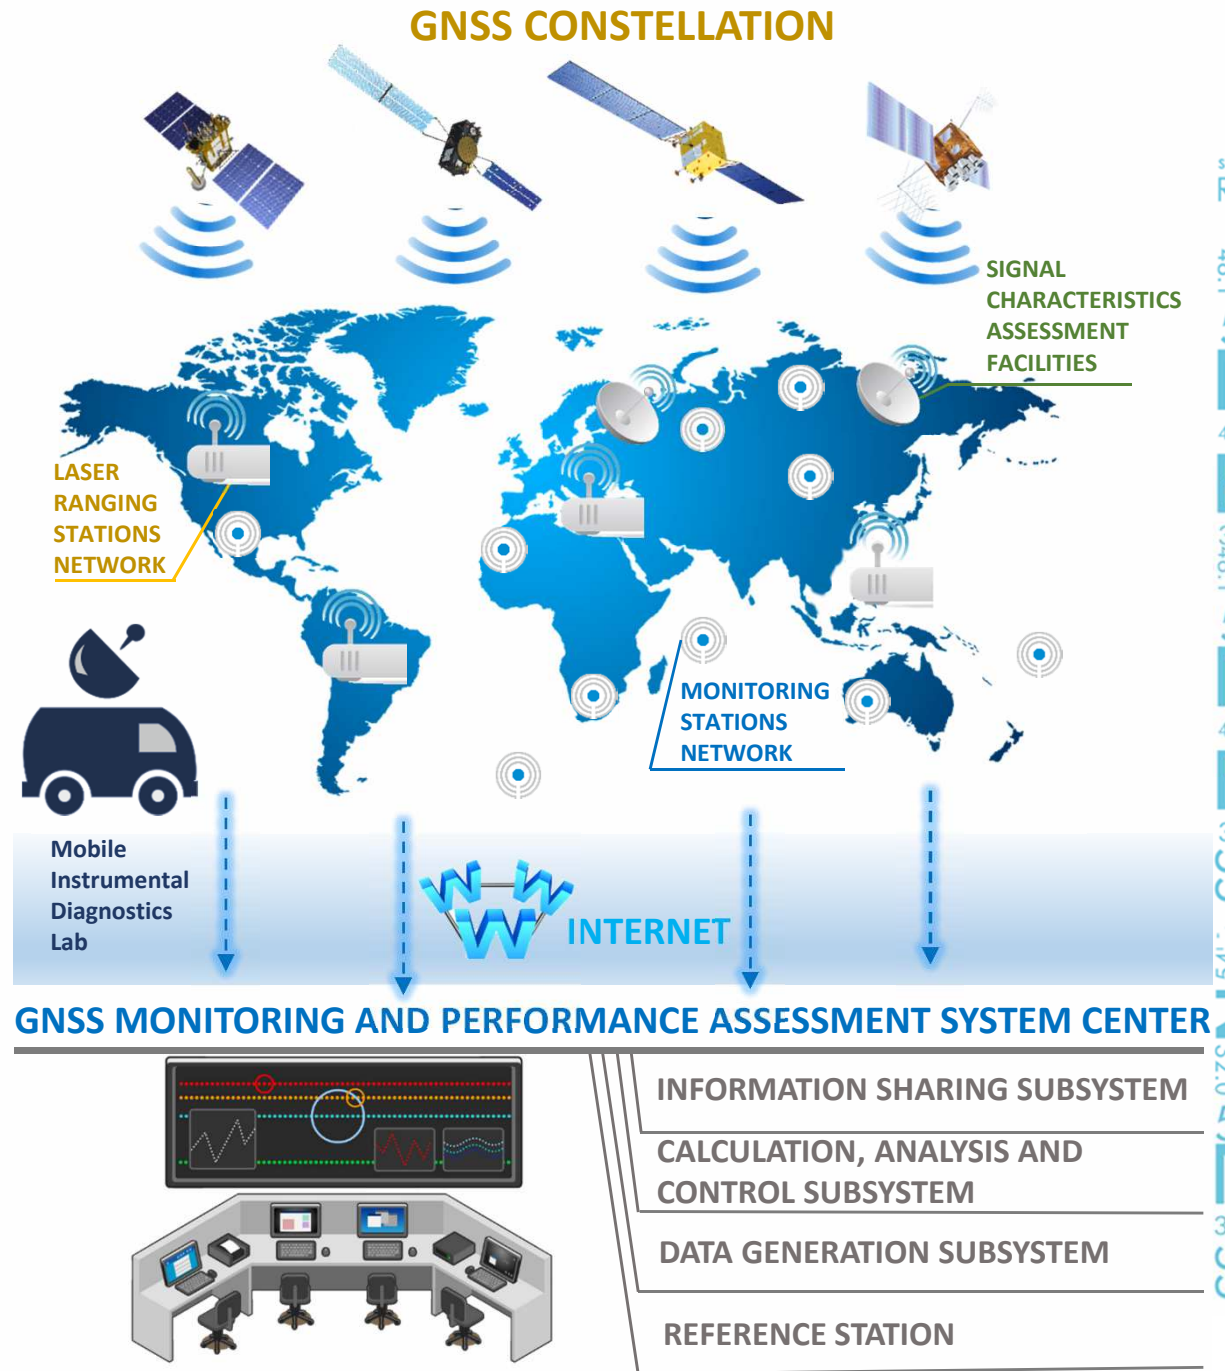 GNSS CONSTELLATION
SIGNAL
CHARACTERISTICS
ASSESSMENT
FACILITIES
LASER
RANGING
STATIONS
NETWORK
MONITORING
STATIONS
NETWORK
Mobile
Instrumental
Diagnostics
Lab
WWW
INTERNET
GNSS MONITORING AND PERFORMANCE ASSESSMENT SYSTEM CENTER
INFORMATION SHARING SUBSYSTEM
CALCULATION, ANALYSIS AND
CONTROL SUBSYSTEM
DATA GENERATION SUBSYSTEM
REFERENCE STATION